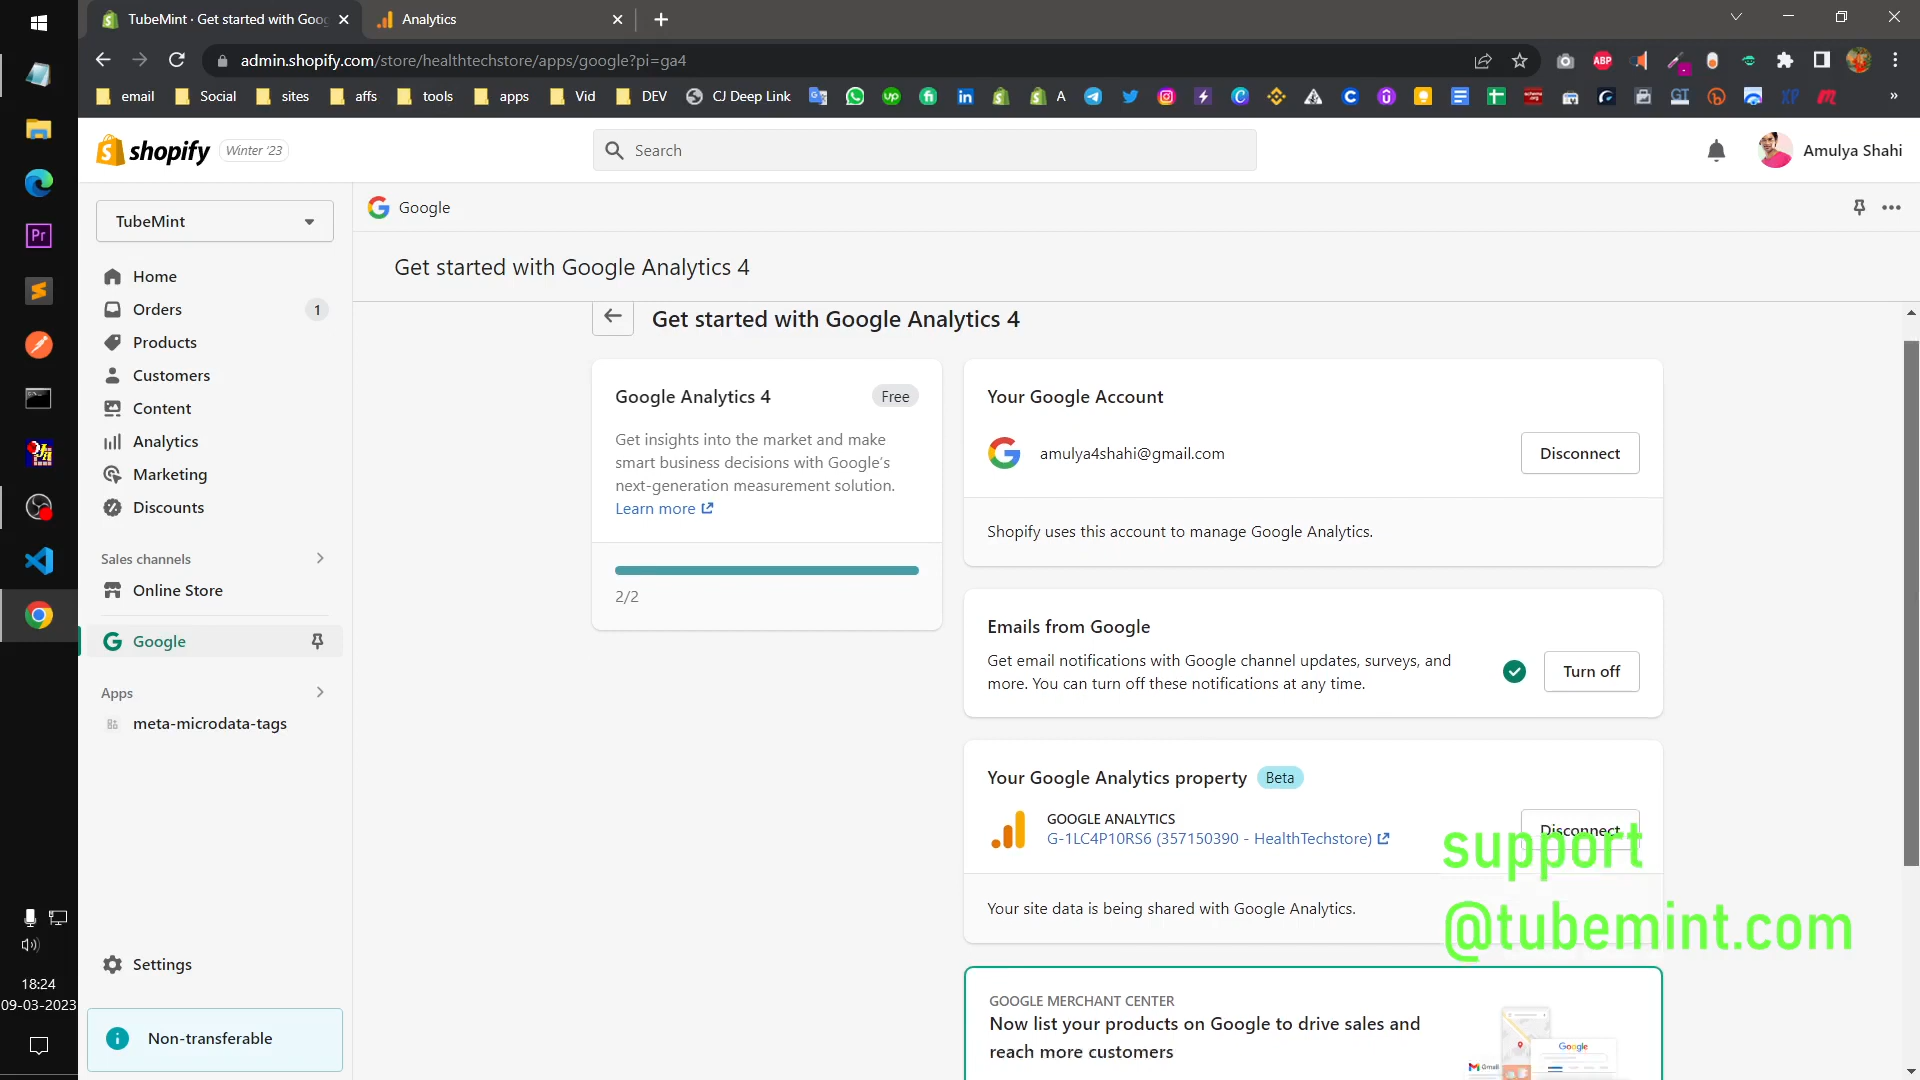 TubeMint · Get started with Goog
Analytics
admin.shopify.com/store/healthtechstore/apps/google?pi=ga4
ABP
email
Social
sites
affs
tools
apps
Vid
DEV
CJ Deep Link
A
GT
XP
»
shopify
Winter '23
Search
Amulya Shahi
TubeMint
Google
Get started with Google Analytics 4
Home
Orders
1
Products
Customers
Content
Analytics
Marketing
Discounts
Sales channels
Online Store
Google
Apps
meta-microdata-tags
Settings
Non-transferable
Get started with Google Analytics 4
Google Analytics 4
Free
Get insights into the market and make
smart business decisions with Google's
next-generation measurement solution.
Learn more
2/2
Your Google Account
amulya4shahi@gmail.com
Disconnect
Shopify uses this account to manage Google Analytics.
Emails from Google
Get email notifications with Google channel updates, surveys, and
more. You can turn off these notifications at any time.
Turn off
Your Google Analytics property
Beta
GOOGLE ANALYTICS
G-1LC4P10RS6 (357150390 - HealthTechstore)
Disconnect
Your site data is being shared with Google Analytics.
support
@tubemint.com
GOOGLE MERCHANT CENTER
Now list your products on Google to drive sales and
reach more customers
Google
Gmail
Pr
18:24
09-03-2023